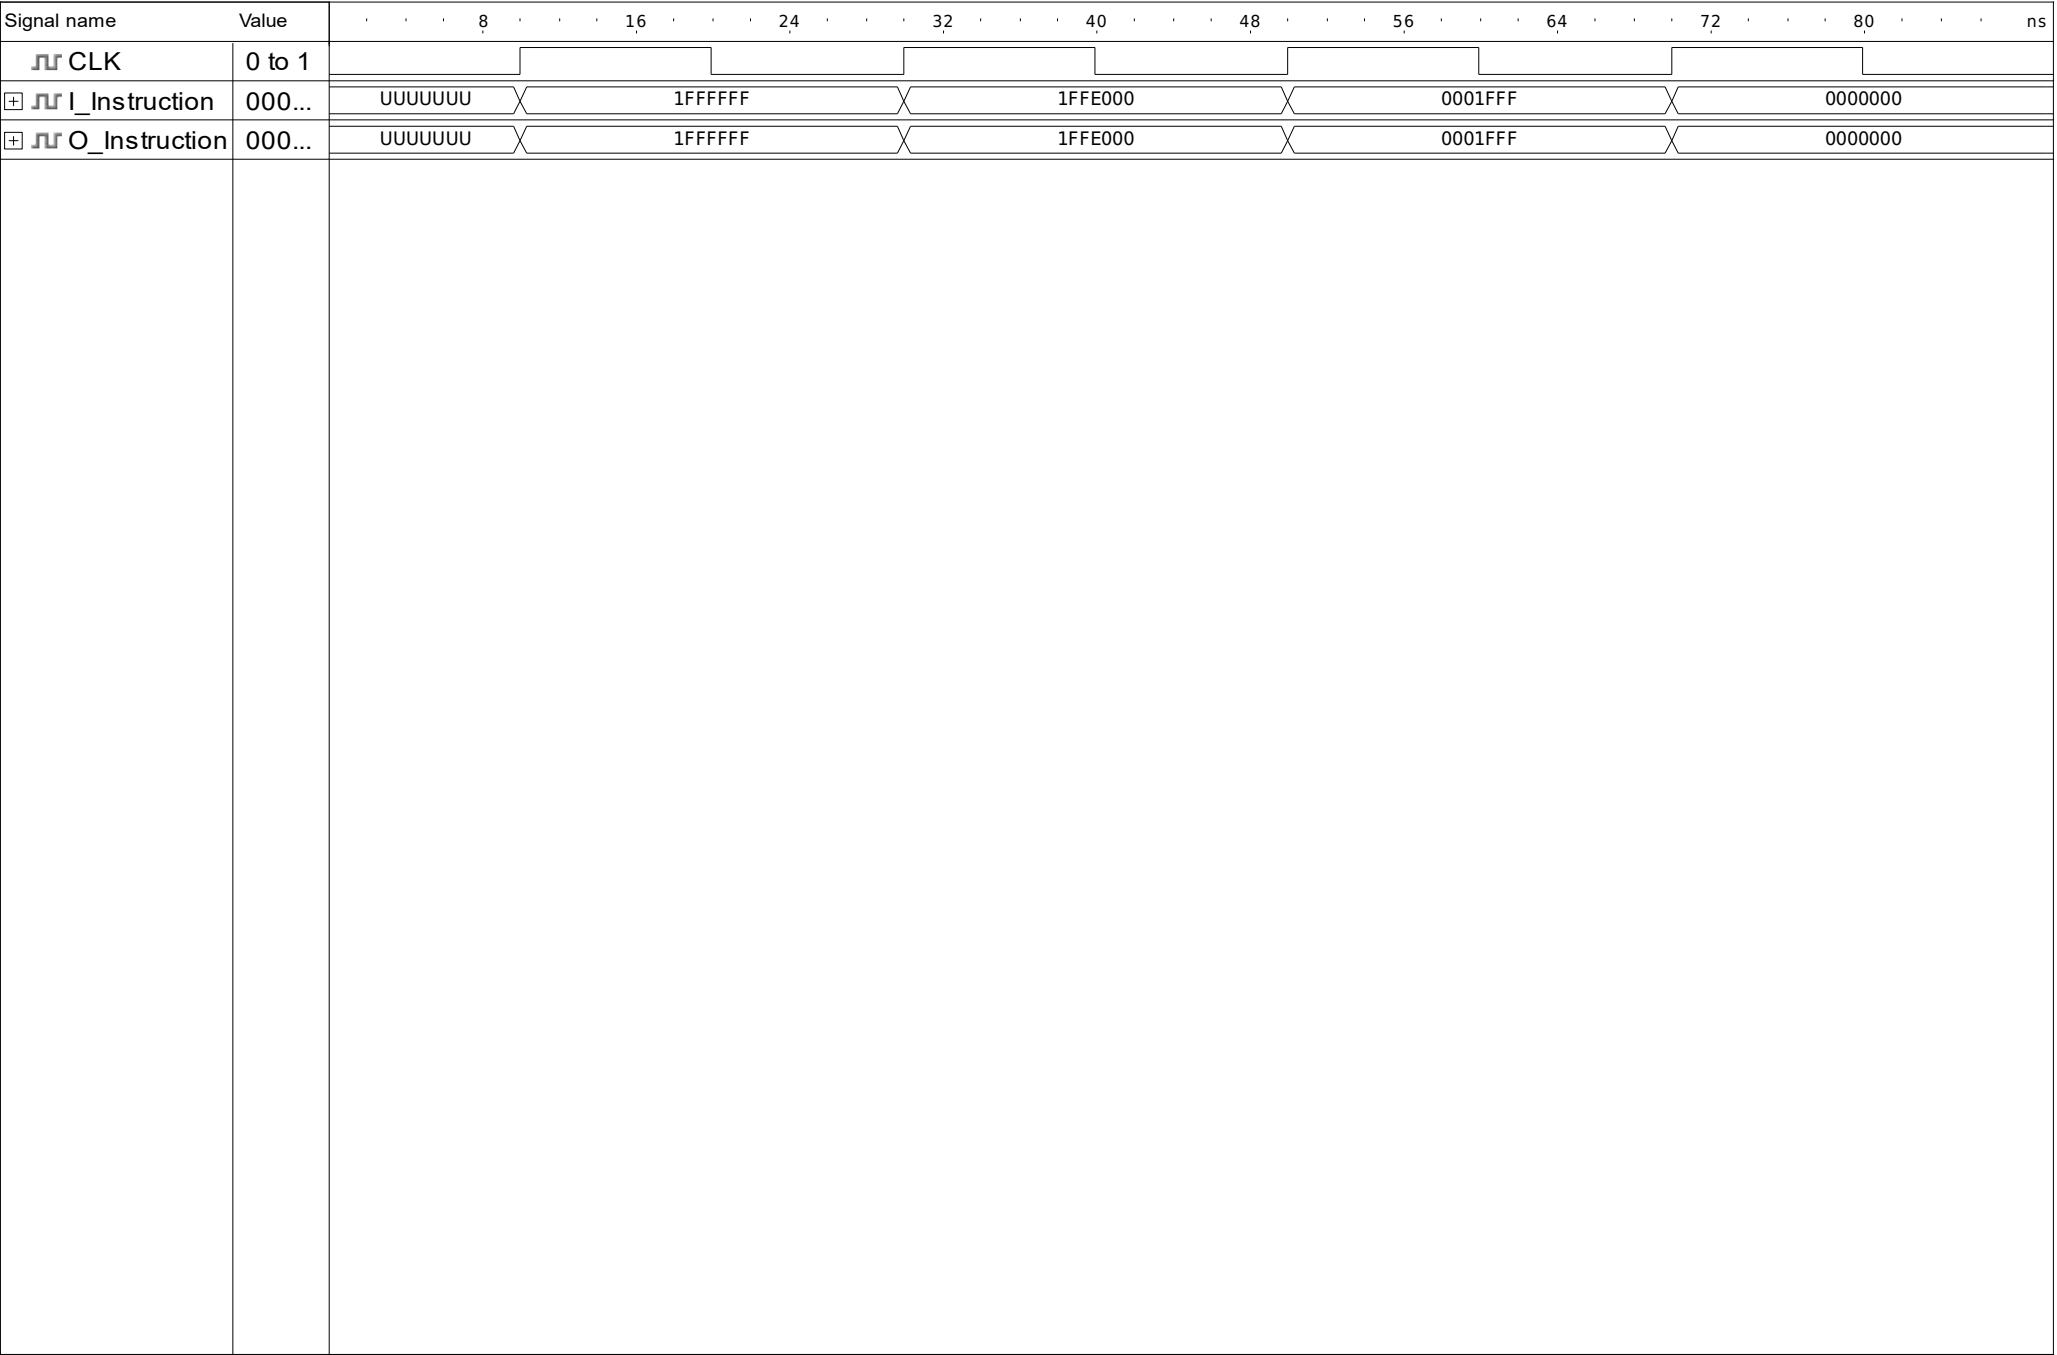 Signal name Value 8 16 24 32 40 48 56 64 72 80 ns
CLK 0 to 1
I_Instruction 000... UUUUUUU 1FFFFFF 1FFE000 0001FFF 0000000
O_Instruction 000... UUUUUUU 1FFFFFF 1FFE000 0001FFF 0000000